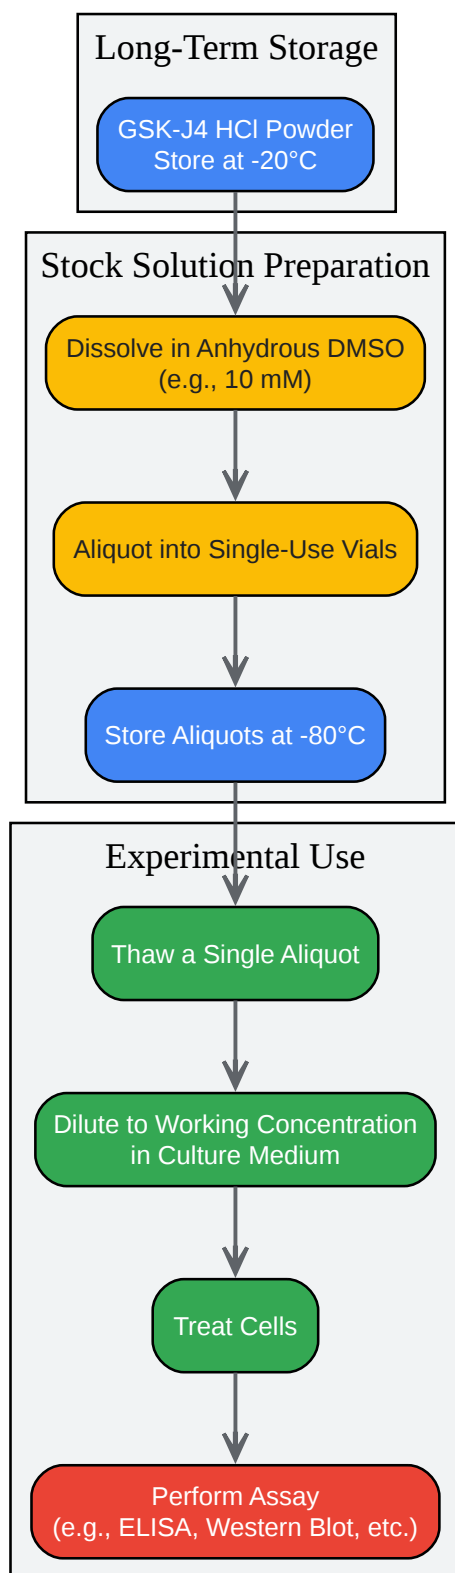 Long-Term Storage
GSK-J4 HCl Powder
Store at -20°C
Stock Solution Preparation
Dissolve in Anhydrous DMSO
(e.g., 10 mM)
Aliquot into Single-Use Vials
Store Aliquots at -80°C
Experimental Use
Thaw a Single Aliquot
Dilute to Working Concentration
in Culture Medium
Treat Cells
Perform Assay
(e.g., ELISA, Western Blot, etc.)